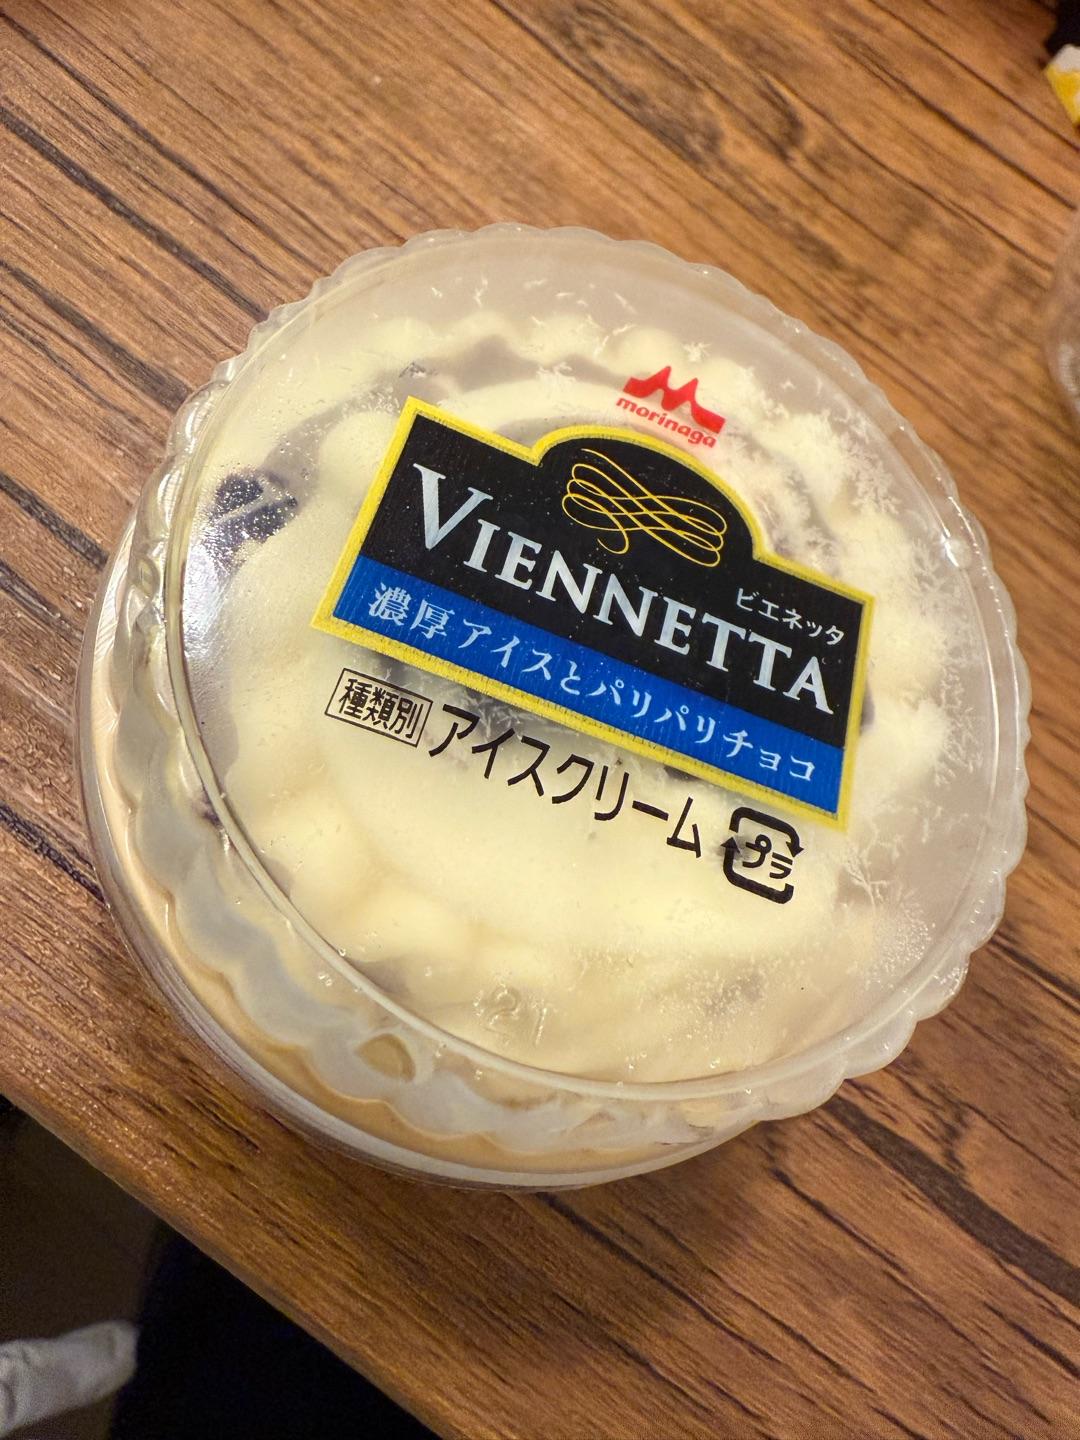 morinaga
VIENNETTA
ビエネッタ
濃厚アイスとパリパリチョコ
種類別 アイスクリーム
プラ
21